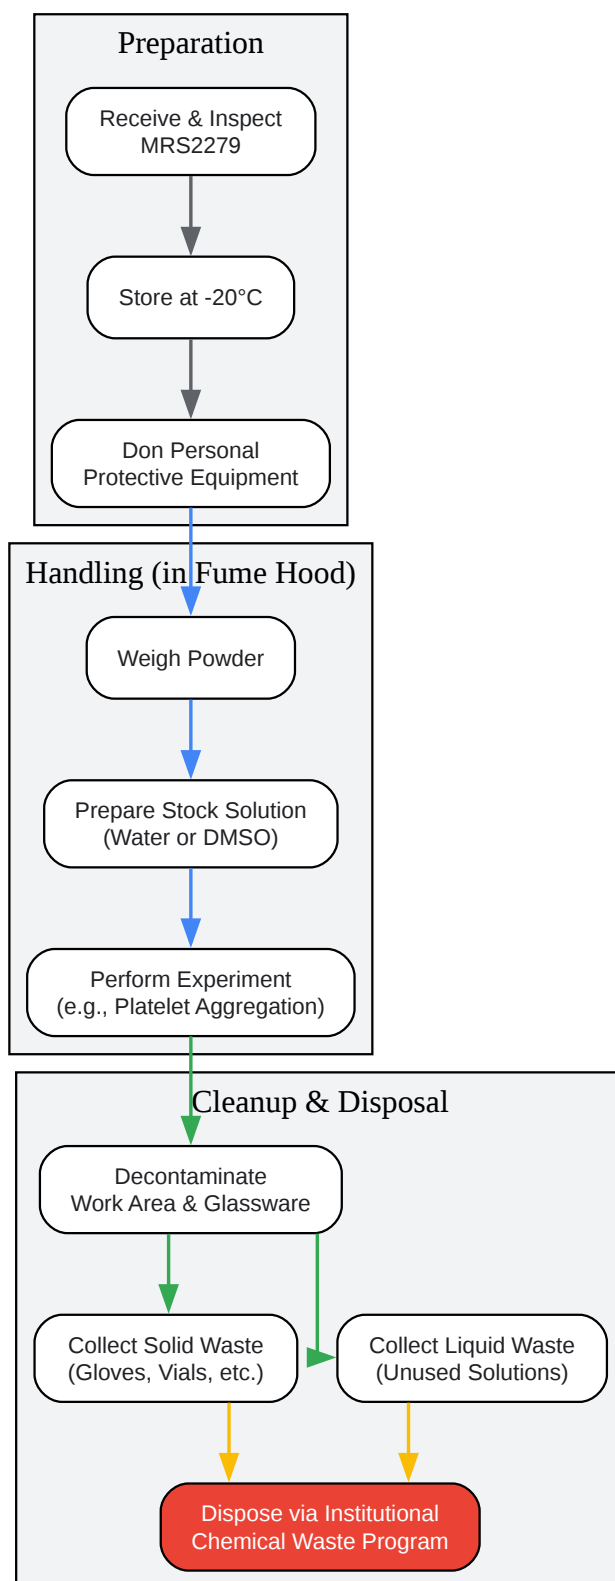 Preparation
Receive & Inspect
MRS2279
Store at -20°C
Don Personal
Protective Equipment
Handling (in Fume Hood)
Weigh Powder
Prepare Stock Solution
(Water or DMSO)
Perform Experiment
(e.g., Platelet Aggregation)
Cleanup & Disposal
Decontaminate
Work Area & Glassware
Collect Solid Waste
(Gloves, Vials, etc.)
Collect Liquid Waste
(Unused Solutions)
Dispose via Institutional
Chemical Waste Program